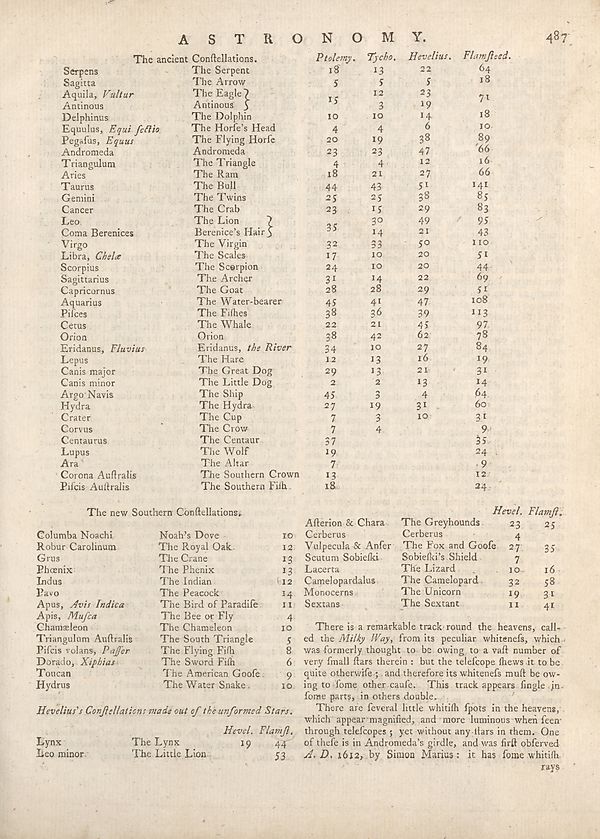 ASTRONOMY. 487
The ancient Conſtellations. Ptolemy. Tycho. Hevelius. Flamſteed.
Serpens The Serpent 18 13 22 64
Sagitta The Arrow 5 5 5 18
Aquila, Vultur The Eagle } 15 12 23 71
Antinous Antinous } 3 19
Delphinus The Dolphin 10 10 14 18
Equulus, Equi ſectio The Horſe's Head 4 4 6 10
Pegaſus, Equus The Flying Horſe 20 19 38 89
Andromeda Andromeda 23 23 47 66
Triangulum The Triangle 4 4 12 16
Aries The Ram 18 21 27 66
Taurus The Bull 44 43 51 141
Gemini The Twins 25 25 38 85
Cancer The Crab 23 15 29 83
Leo The Lion } 35 30 49 95
Coma Berenices Berenice's Hair } 14 21 43
Virgo The Virgin 32 33 50 110
Libra, Chelæ The Scales 17 10 20 51
Scorpius The Scorpion 24 10 20 44
Sagittarius The Archer 31 14 22 69
Capricornus The Goat 28 28 29 51
Aquarius The Water-bearer 45 41 47 108
Piſces The Fiſhes 38 36 39 113
Cetus The Whale 22 21 45 97
Orion Orion 38 42 62 78
Eridanus, Fluvius Eridanus, the River 34 10 27 84
Lepus The Hare 12 13 16 19
Canis major The Great Dog 29 13 21 31
Canis minor The Little Dog 2 2 13 14
Argo Navis The Ship 45 3 4 64
Hydra The Hydra 27 19 31 60
Crater The Cup 7 3 10 31
Corvus The Crow 7 4 9
Centaurus The Centaur 37 35
Lupus The Wolf 19 24
Ara The Altar 7 9
Corona Auſtralis The Southern Crown 13 12
Piſcis Auſtralis The Southern Fiſh 18 24
The new Southern Conſtellations.
Columba Noachi Noah's Dove 10
Robur Carolinum The Royal Oak 12
Grus The Crane 13
Phœnix The Phenix 13
Indus The Indian 12
Pavo The Peacock 14
Apus, Avis Indica The Bird of Paradiſe 11
Apis, Muſca The Bee or Fly 4
Chameleon The Chameleon 10
Triangulum Auſtralis The South Triangle 5
Piſcis volans, Paſſer The Flying Fiſh 8
Dorado, Xiphias The Sword Fiſh 6
Toucan The American Gooſe 9
Hydrus The Water Snake 10
Hevelius's Conſtellations made out of the unformed Stars.
Hevel. Flamſt.
Lynx The Lynx 19 44
Leo minor The Little Lion 53
Hevel. Flamſt.
Aſterion & Chara The Greyhounds 23 25
Cerberus Cerberus 4
Vulpecula & Anſer The Fox and Gooſe 27 35
Scutum Sobieſki Sobieſki's Shield 7
Lacerta The Lizard 10 16
Camelopardalus The Camelopard 32 58
Monoceros The Unicorn 19 31
Sextans The Sextant 11 41
There is a remarkable track round the heavens, call-
ed the Milky Way, from its peculiar whiteneſs, which
was formerly thought to be owing to a vaſt number of
very ſmall ſtars therein : but the teleſcope ſhews it to be
quite otherwiſe ; and therefore its whiteneſs muſt be ow-
ing to ſome other cauſe. This track appears ſingle in
ſome parts, in others double.
There are ſeveral little whitiſh ſpots in the heavens,
which appear magnified, and more luminous when ſeen
through teleſcopes ; yet without any ſtars in them. One
of theſe is in Andromeda's girdle, and was firſt obſerved
A. D. 1612, by Simon Marius : it has ſome whitiſh
rays